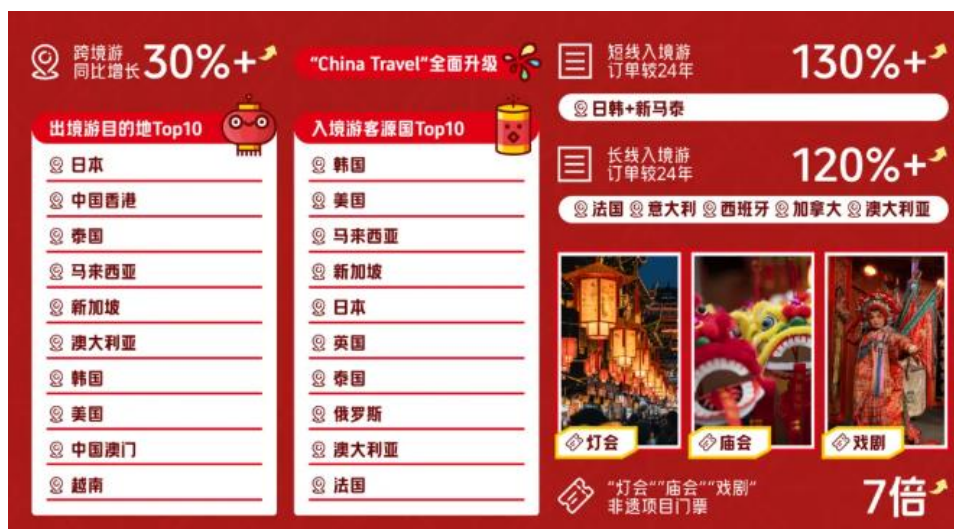 跨境游
同比增长 30%+
出境游目的地Top10
日本
中国香港
泰国
马来西亚
新加坡
澳大利亚
韩国
美国
中国澳门
越南
“China Travel”全面升级
入境游客源国Top10
韩国
美国
马来西亚
新加坡
日本
英国
泰国
俄罗斯
澳大利亚
法国
短线入境游
订单较24年 130%+
日韩+新马泰
长线入境游
订单较24年 120%+
法国 意大利 西班牙 加拿大 澳大利亚
灯会 庙会 戏剧
“灯会”“庙会”“戏剧”
非遗项目门票 7倍